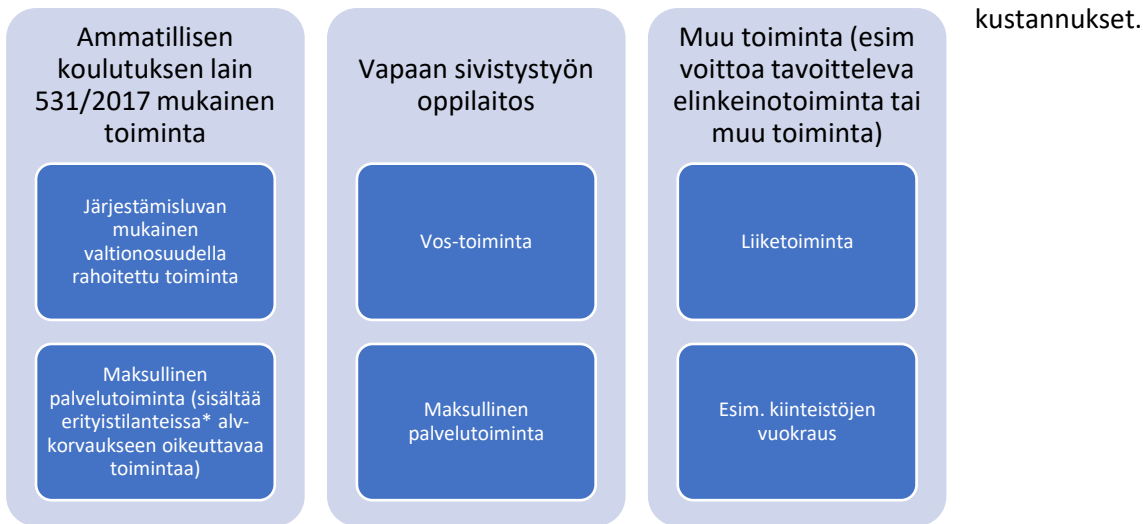 Ammatillisen
koulutuksen lain
531/2017 mukainen
toiminta
Järjestämisluvan
mukainen
valtionosuudella
rahoitettu toiminta
Maksullinen
palvelutoiminta (sisältää
erityistilanteissa* alv-
korvaukseen oikeuttavaa
toimintaa)
Vapaan sivistystyön
oppilaitos
Vos-toiminta
Maksullinen
palvelutoiminta
Muu toiminta (esim
voittoa tavoitteleva
elinkeinotoiminta tai
muu toiminta)
Liiketoiminta
Esim. kiinteistöjen
vuokraus
kustannukset.